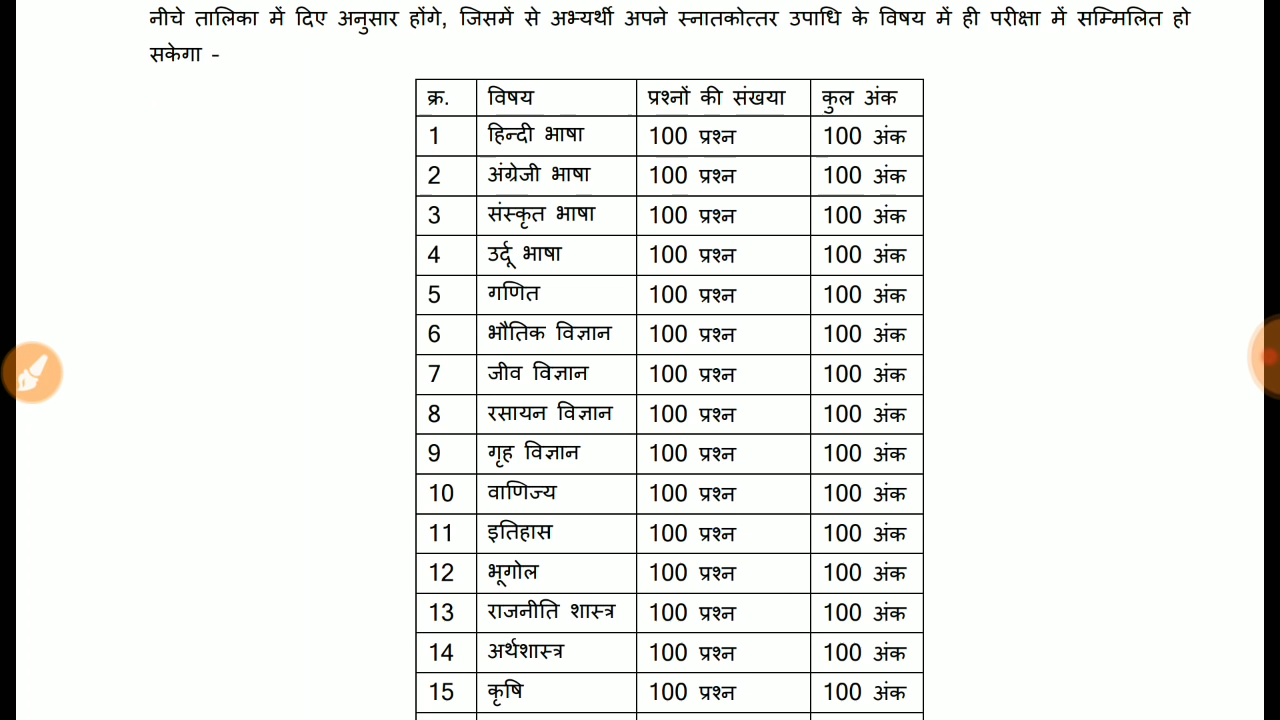 नीचे तालिका में दिए अनुसार होंगे, जिसमें से अभ्यर्थी अपने स्नातकोत्तर उपाधि के विषय में ही परीक्षा में सम्मिलित हो
सकेगा -
क्र. विषय प्रश्नों की संखया कुल अंक
1 हिन्दी भाषा 100 प्रश्न 100 अंक
2 अंग्रेजी भाषा 100 प्रश्न 100 अंक
3 संस्कृत भाषा 100 प्रश्न 100 अंक
4 उर्दू भाषा 100 प्रश्न 100 अंक
5 गणित 100 प्रश्न 100 अंक
6 भौतिक विज्ञान 100 प्रश्न 100 अंक
7 जीव विज्ञान 100 प्रश्न 100 अंक
8 रसायन विज्ञान 100 प्रश्न 100 अंक
9 गृह विज्ञान 100 प्रश्न 100 अंक
10 वाणिज्य 100 प्रश्न 100 अंक
11 इतिहास 100 प्रश्न 100 अंक
12 भूगोल 100 प्रश्न 100 अंक
13 राजनीति शास्त्र 100 प्रश्न 100 अंक
14 अर्थशास्त्र 100 प्रश्न 100 अंक
15 कृषि 100 प्रश्न 100 अंक